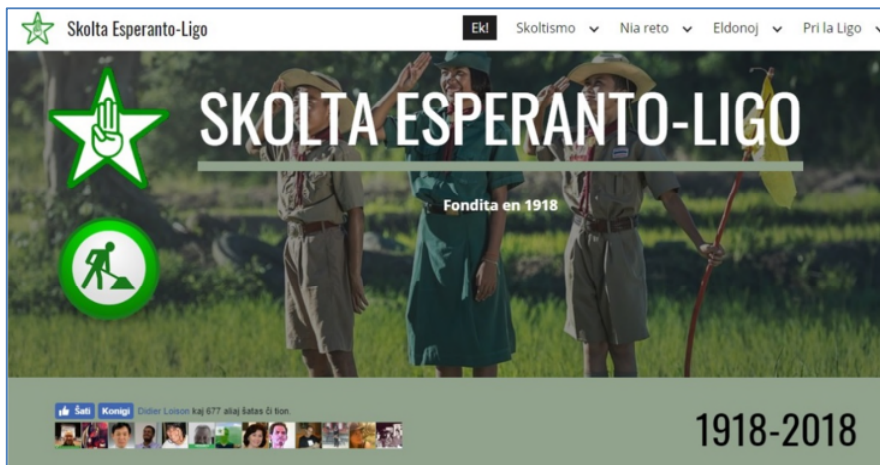 Skolta Esperanto-Ligo
Ek! Skoltismo Nia reto Eldonoj Pri la Ligo
SKOLTA ESPERANTO-LIGO
Fondita en 1918
Ŝati Konigi Didier Loison kaj 677 aliaj ŝatas ĉi tion.
1918-2018